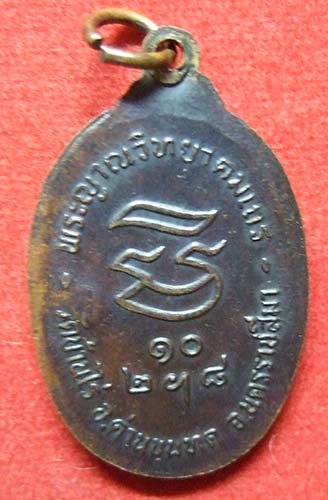 พระญาณวิทยาคมเถร
๑๐
๒ ๘
วัดบ้านไร่ อ.ด่านขุนทด จ.นครราชสีมา